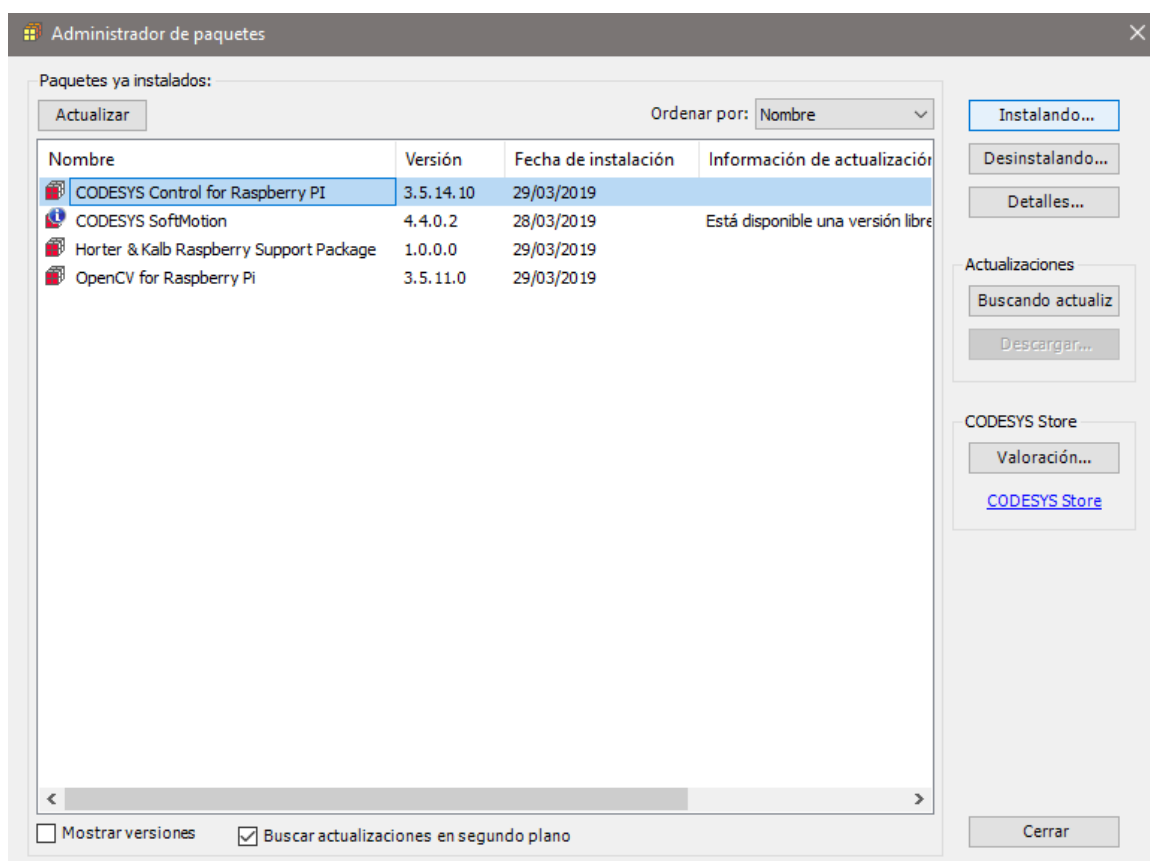 Administrador de paquetes
Paquetes ya instalados:
Actualizar
Ordenar por: Nombre
Nombre Versión Fecha de instalación Información de actualización
CODESYS Control for Raspberry PI 3.5.14.10 29/03/2019
CODESYS SoftMotion 4.4.0.2 28/03/2019 Está disponible una versión libre
Horter & Kalb Raspberry Support Package 1.0.0.0 29/03/2019
OpenCV for Raspberry Pi 3.5.11.0 29/03/2019
Mostrar versiones
Buscar actualizaciones en segundo plano
Instalando...
Desinstalando...
Detalles...
Actualizaciones
Buscando actualiz
Descargar...
CODESYS Store
Valoración...
CODESYS Store
Cerrar